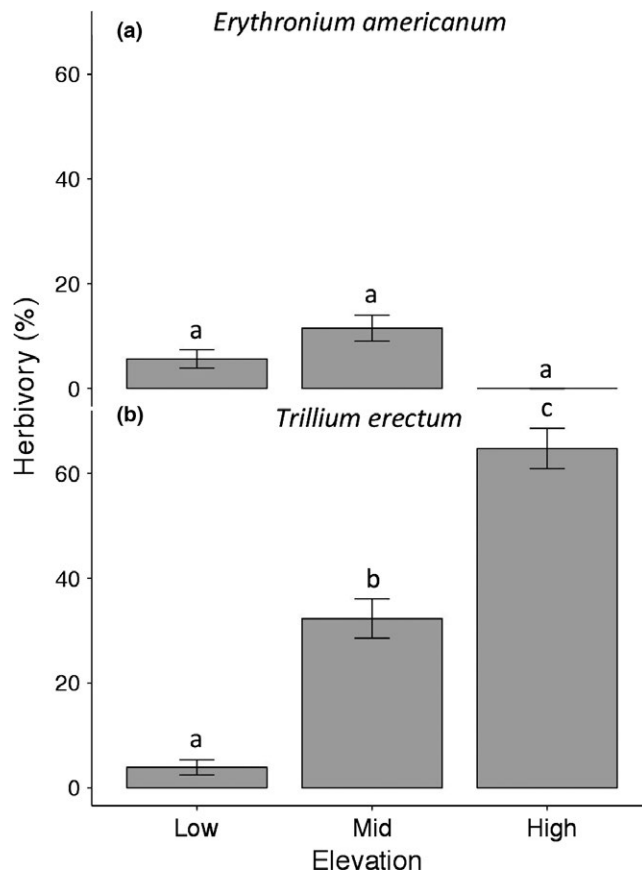 (a) Erythronium americanum
60
40
20
0
a
a
a
Herbivory (%)
(b) Trillium erectum
60
40
20
0
a
b
c
Low Mid High
Elevation